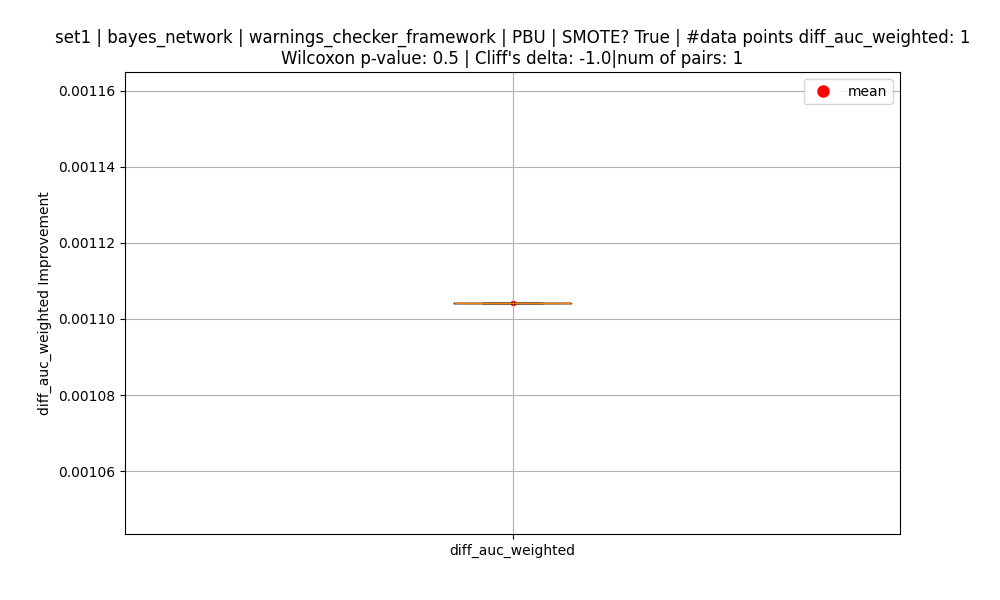 set1 | bayes_network | warnings_checker_framework | PBU | SMOTE? True | #data points diff_auc_weighted: 1
Wilcoxon p-value: 0.5 | Cliff's delta: -1.0|num of pairs: 1
mean
0.00116
0.00114
0.00112
0.00110
0.00108
0.00106
diff_auc_weighted Improvement
diff_auc_weighted